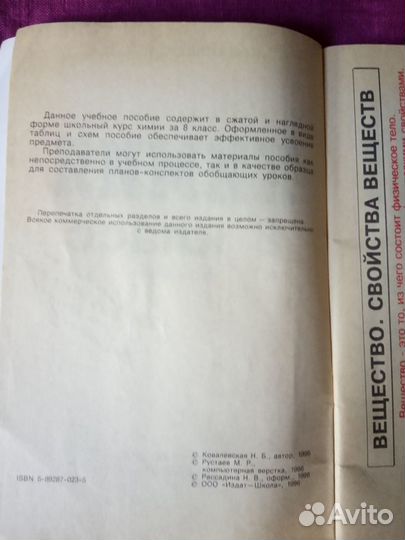 Данное учебное пособие содержит в сжатой и наглядной
форме школьный курс химии за 8 класс. Оформленное в виде
таблиц и схем пособие обеспечивает эффективное усвоение
предмета.
Преподаватели могут использовать материалы пособия как
непосредственно в учебном процессе, так и в качестве образца
для составления планов-конспектов обобщающих уроков.
Перепечатка отдельных разделов и всего издания в целом — запрещена.
Всякое коммерческое использование данного издания возможно исключительно
с ведома издателя.
© Ковалевская Н. Б., автор, 1996
© Рустаев М. Р.,
компьютерная верстка, 1996
© Рассадина Н. В., оформ., 1996
© ООО «Издат-Школа», 1996
ISBN 5-89287-023-5
ВЕЩЕСТВО. СВОЙСТВА ВЕЩЕСТВ
Вещество - это то, из чего состоит физическое тело.
свойствами.
Avito